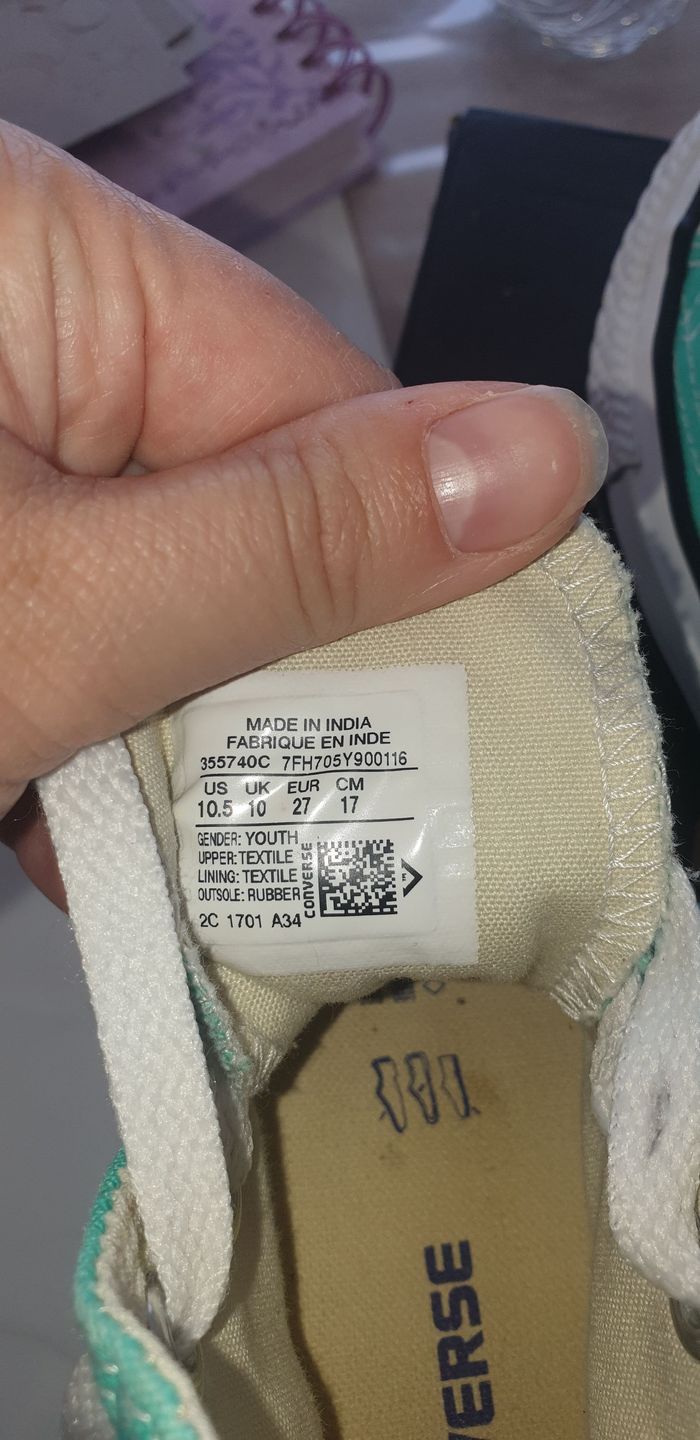 MADE IN INDIA
FABRIQUE EN INDE
355740C 7FH705Y900116
US UK EUR CM
10.5 10 27 17
GENDER: YOUTH
UPPER: TEXTILE
LINING: TEXTILE
OUTSOLE: RUBBER
CONVERSE
2C 1701 A34
VERSE